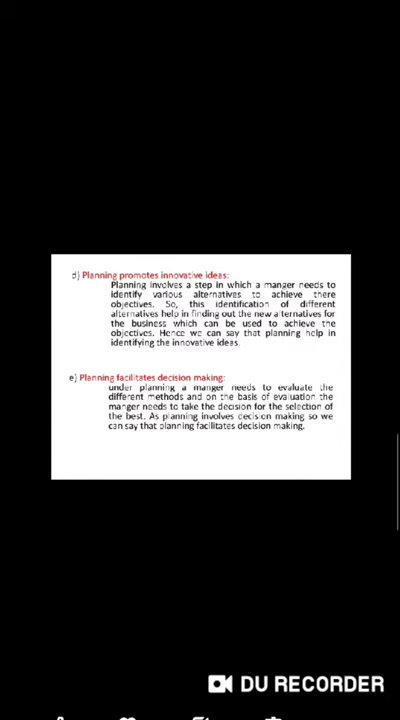 d) Planning promotes innovative ideas:
Planning involves a step in which a manger needs to
identify various alternatives to achieve there
objectives. So, this identification of different
alternatives help in finding out the new alternatives for
the business which can be used to achieve the
objectives. Hence we can say that planning help in
identifying the innovative ideas.
e) Planning facilitates decision making:
under planning a manger needs to evaluate the
different methods and on the basis of evaluation the
manger needs to take the decision for the selection of
the best. As planning involves decision making so we
can say that planning facilitates decision making.
DU RECORDER